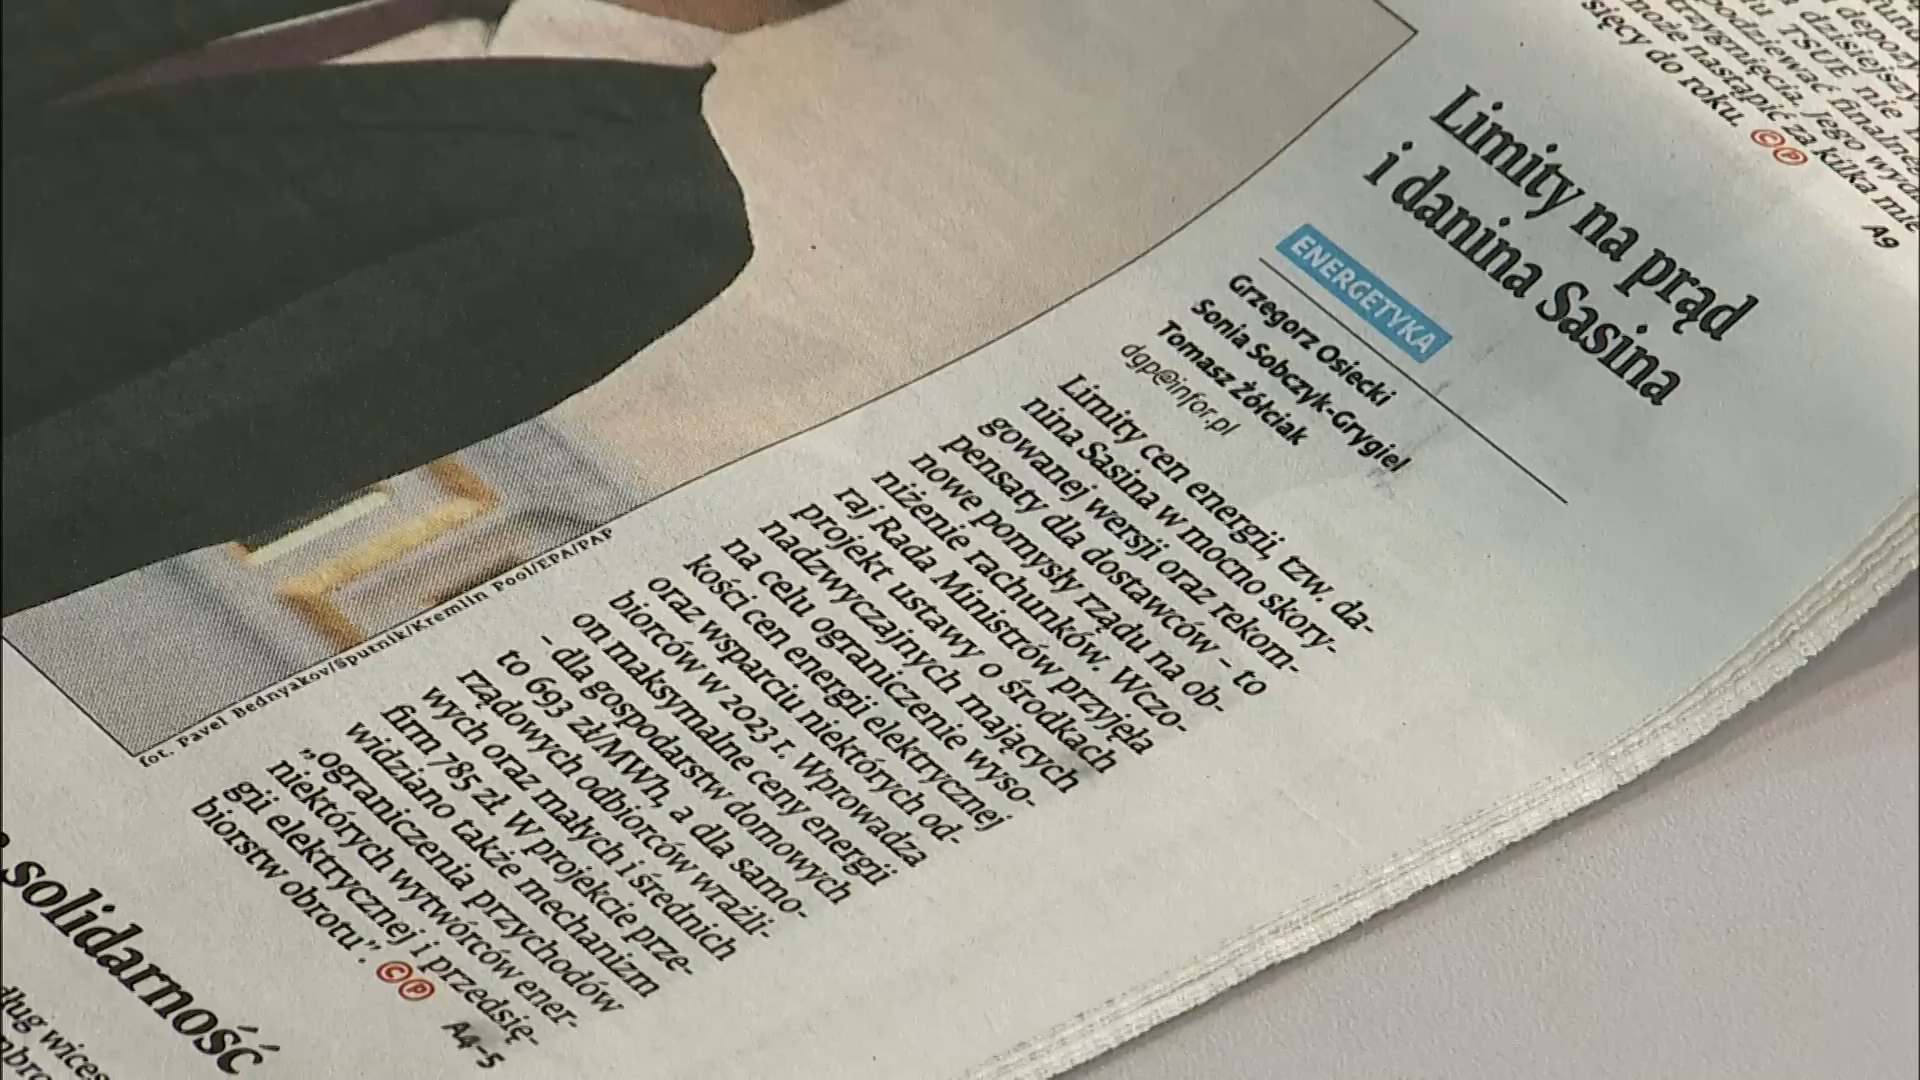 sięcy do roku. ©℗
A9
Limity na prąd
i danina Sasina
ENERGETYKA
Grzegorz Osiecki
Sonia Sobczyk-Grygiel
Tomasz Żółciak
dgp@infor.pl
Limity cen energii, tzw. da-
nina Sasina w mocno skory-
gowanej wersji oraz rekom-
pensaty dla dostawców – to
nowe pomysły rządu na ob-
niżenie rachunków. Wczo-
raj Rada Ministrów przyjęła
projekt ustawy o środkach
nadzwyczajnych mających
na celu ograniczenie wyso-
kości cen energii elektrycznej
oraz wsparciu niektórych od-
biorców w 2023 r. Wprowadza
on maksymalne ceny energii
– dla gospodarstw domowych
to 693 zł/MWh, a dla samo-
rządowych odbiorców wrażli-
wych oraz małych i średnich
firm 785 zł. W projekcie prze-
widziano także mechanizm
„ograniczenia przychodów
niektórych wytwórców ener-
gii elektrycznej i przedsię-
biorstw obrotu”. ©℗
A4-5
fot. Pavel Bednyakov/Sputnik/Kremlin Pool/EPA/PAP
solidarność